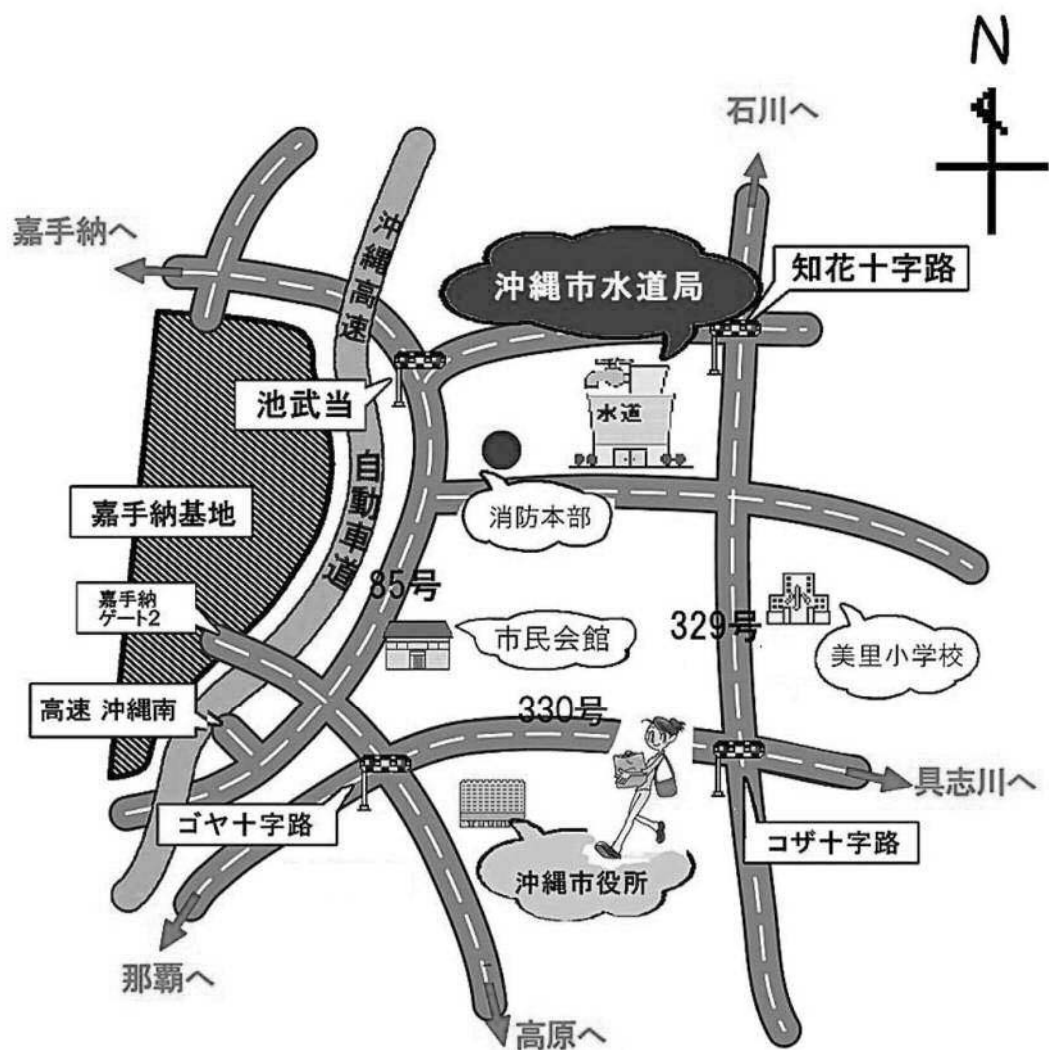 N
石川へ
嘉手納へ
沖縄高速
沖縄市水道局
知花十字路
池武当
水道
自動車道
嘉手納基地
消防本部
85号
嘉手納
ゲート2
小
329号
市民会館
美里小学校
高速 沖縄南
330号
具志川へ
ゴヤ十字路
コザ十字路
沖縄市役所
那覇へ
高原へ